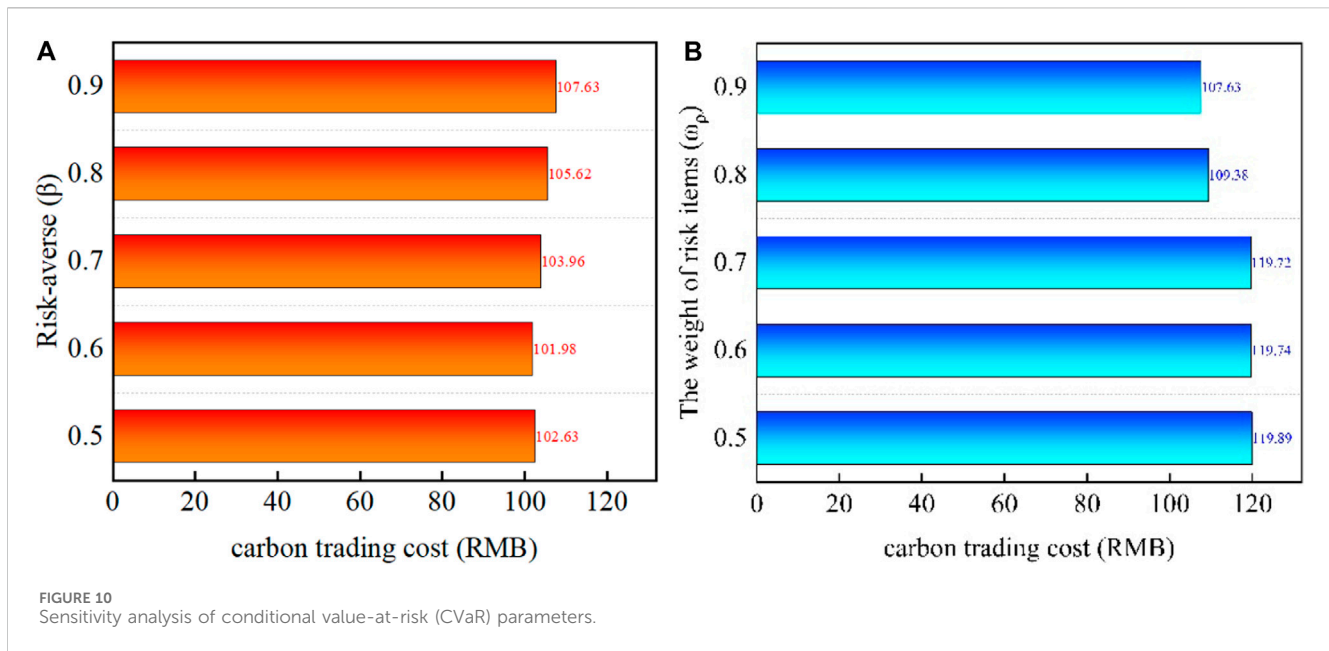 A
Risk-averse (β)
0.9
107.63
0.8
105.62
0.7
103.96
0.6
101.98
0.5
102.63
0 20 40 60 80 100 120
carbon trading cost (RMB)
B
The weight of risk items (ωρ)
0.9
107.63
0.8
109.38
0.7
119.72
0.6
119.74
0.5
119.89
0 20 40 60 80 100 120
carbon trading cost (RMB)
FIGURE 10
Sensitivity analysis of conditional value-at-risk (CVaR) parameters.